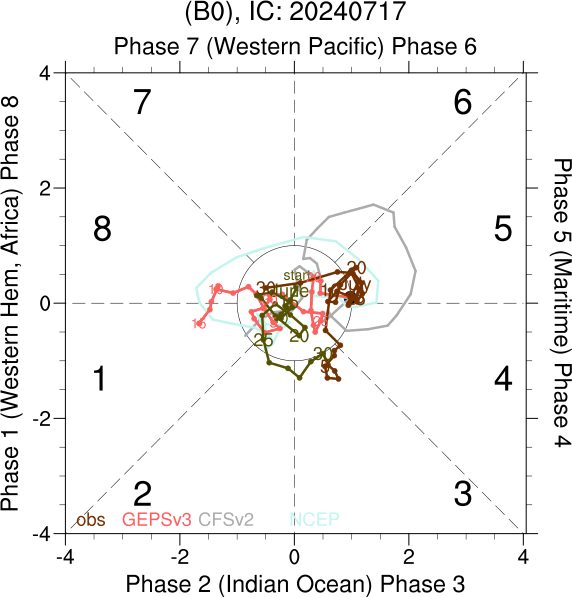 (B0), IC: 20240717
Phase 7 (Western Pacific) Phase 6
Phase 1 (Western Hem, Africa) Phase 8
Phase 5 (Maritime) Phase 4
4
2
0
-2
-4
7
6
8
5
1
4
2
3
start
30
20
30
25
20
15
obs GEPSv3 CFSv2 NCEP
-4 -2 0 2 4
Phase 2 (Indian Ocean) Phase 3